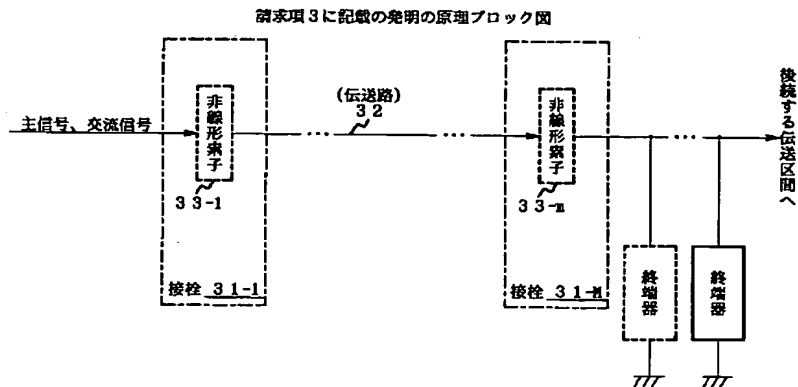 請求項３に記載の発明の原理ブロック図
主信号、交流信号
非線形素子
３３-1
接栓 ３１-1
(伝送路)
３２
非線形素子
３３-m
接栓 ３１-M
終端器
終端器
後続する伝送区間へ